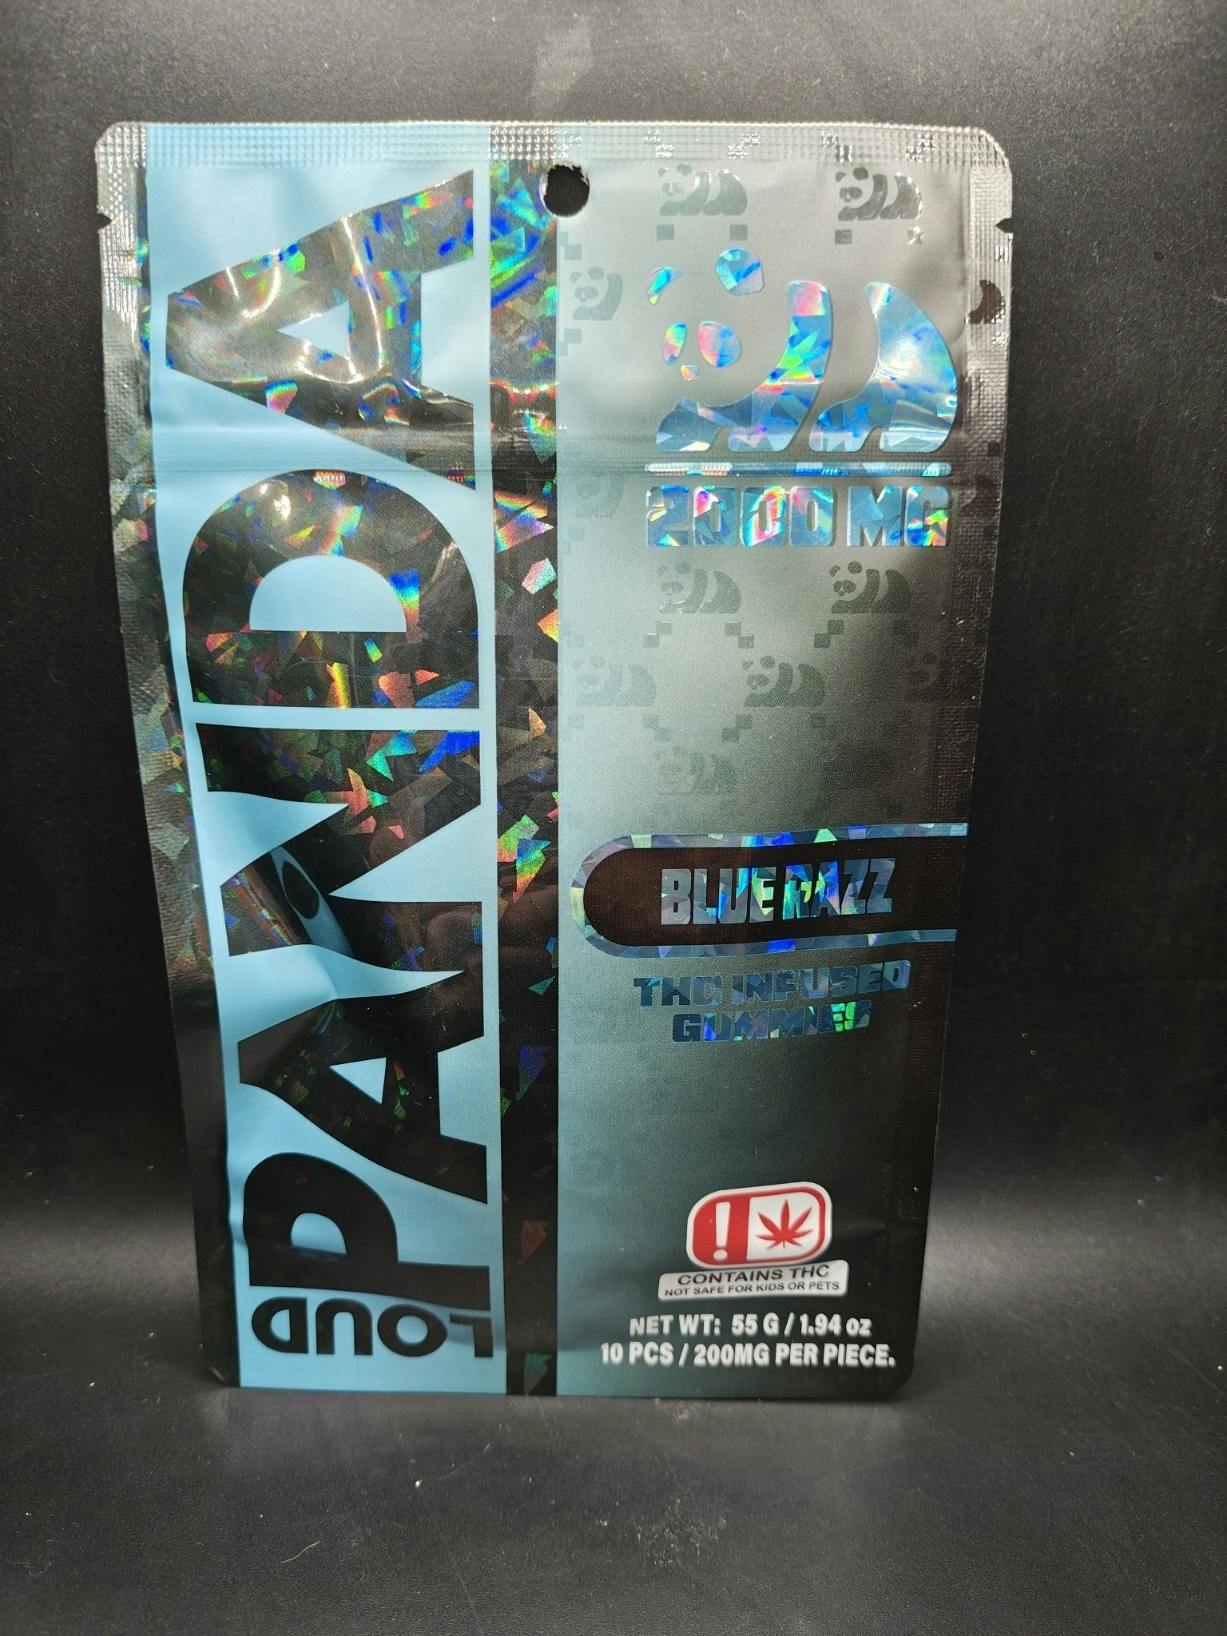 LOUD
PANDA
2000 MG
BLUE RAZZ
THC INFUSED
GUMMIES
!
CONTAINS THC
NOT SAFE FOR KIDS OR PETS
NET WT: 55 G / 1.94 oz
10 PCS / 200MG PER PIECE.